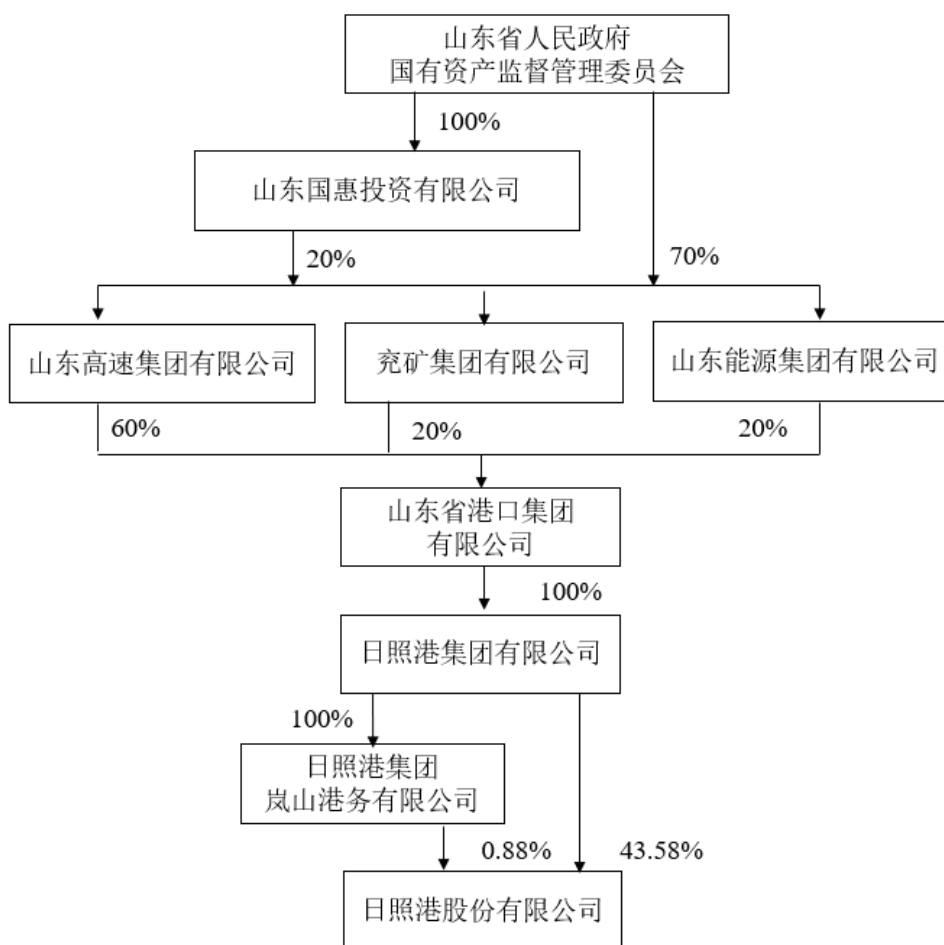 山东省人民政府
国有资产监督管理委员会
100%
山东国惠投资有限公司
20%
70%
山东高速集团有限公司
兖矿集团有限公司
山东能源集团有限公司
60%
20%
20%
山东省港口集团
有限公司
100%
日照港集团有限公司
100%
日照港集团
岚山港务有限公司
0.88%
43.58%
日照港股份有限公司